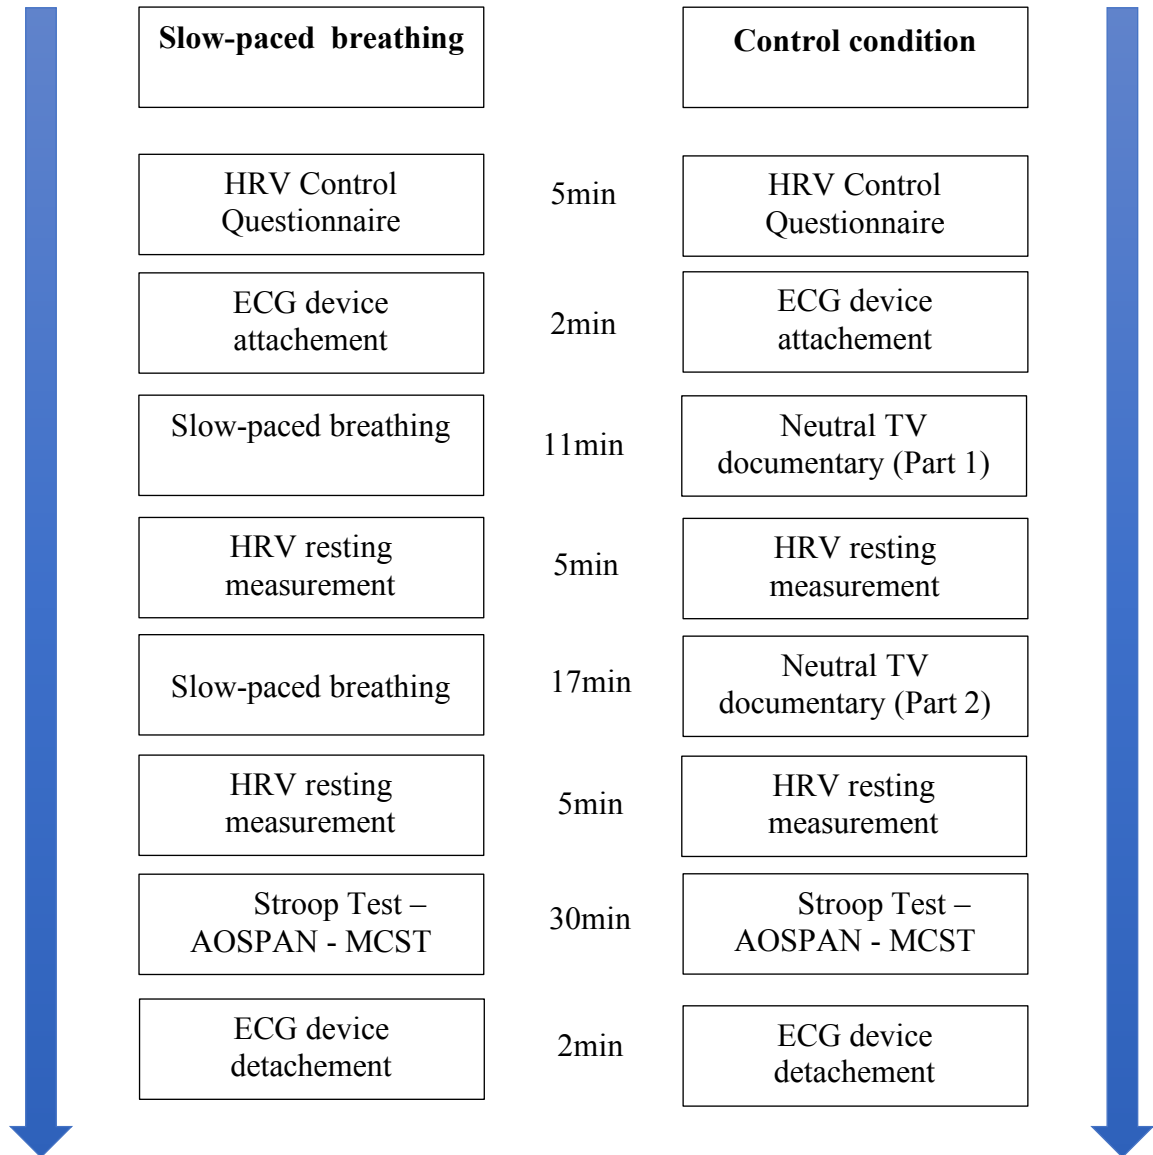 Slow-paced breathing
Control condition
HRV Control
Questionnaire
5min
HRV Control
Questionnaire
ECG device
attachement
2min
ECG device
attachement
Slow-paced breathing
11min
Neutral TV
documentary (Part 1)
HRV resting
measurement
5min
HRV resting
measurement
Slow-paced breathing
17min
Neutral TV
documentary (Part 2)
HRV resting
measurement
5min
HRV resting
measurement
Stroop Test –
AOSPAN - MCST
30min
Stroop Test –
AOSPAN - MCST
ECG device
detachement
2min
ECG device
detachement